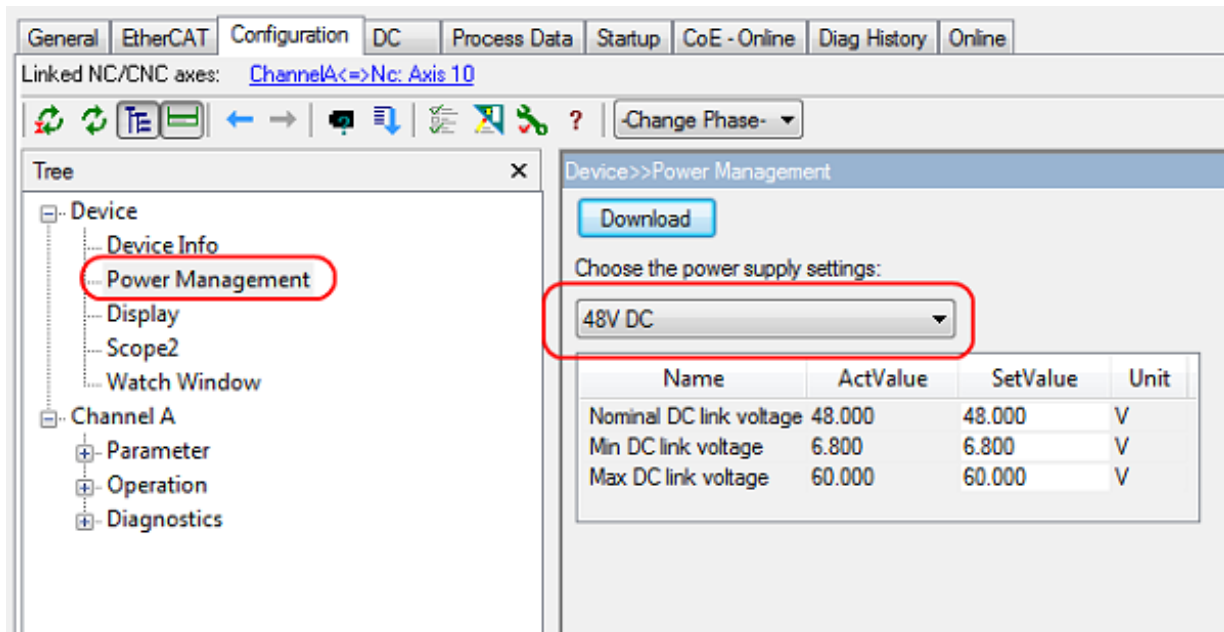 General EtherCAT Configuration DC Process Data Startup CoE - Online Diag History Online
Linked NC/CNC axes: ChannelA<=>Nc: Axis 10
? -Change Phase-
Tree
Device>>Power Management
Device
Download
Device Info
Choose the power supply settings:
Power Management
Display
48V DC
Scope2
Watch Window
Name ActValue SetValue Unit
Channel A
Nominal DC link voltage 48.000 48.000 V
Parameter
Min DC link voltage 6.800 6.800 V
Operation
Max DC link voltage 60.000 60.000 V
Diagnostics